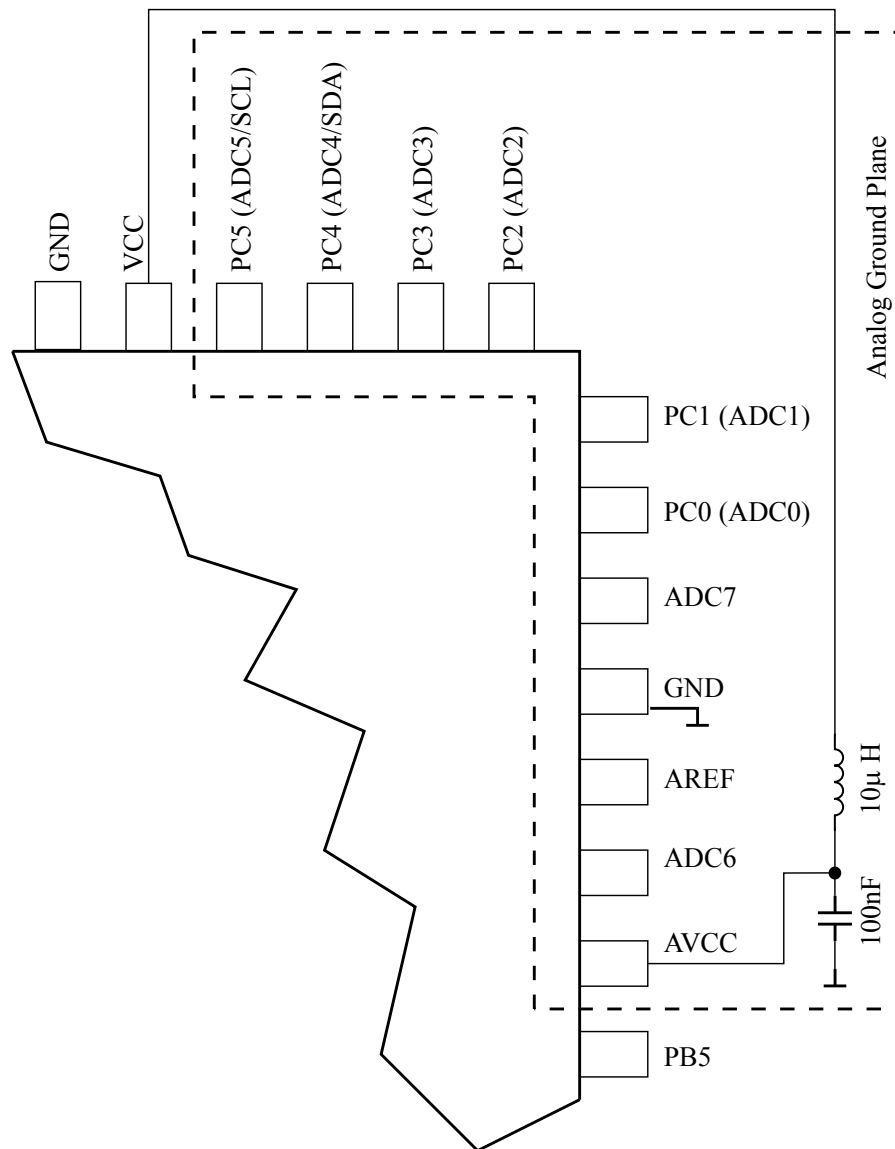 GND
VCC
PC5 (ADC5/SCL)
PC4 (ADC4/SDA)
PC3 (ADC3)
PC2 (ADC2)
Analog Ground Plane
PC1 (ADC1)
PC0 (ADC0)
ADC7
GND
AREF
10μ H
ADC6
100nF
AVCC
PB5